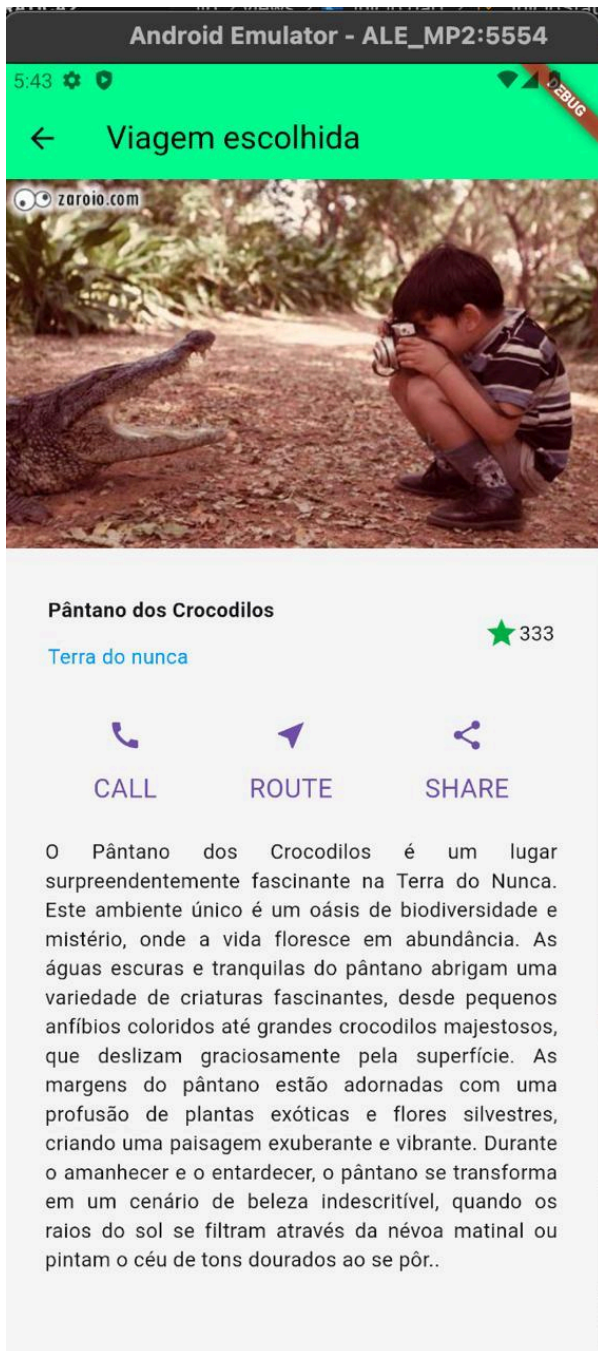 Android Emulator - ALE_MP2:5554
5:43
DEBUG
Viagem escolhida
zaroio.com
Pântano dos Crocodilos
333
Terra do nunca
CALL ROUTE SHARE
O Pântano dos Crocodilos é um lugar
surpreendentemente fascinante na Terra do Nunca.
Este ambiente único é um oásis de biodiversidade e
mistério, onde a vida floresce em abundância. As
águas escuras e tranquilas do pântano abrigam uma
variedade de criaturas fascinantes, desde pequenos
anfíbios coloridos até grandes crocodilos majestosos,
que deslizam graciosamente pela superfície. As
margens do pântano estão adornadas com uma
profusão de plantas exóticas e flores silvestres,
criando uma paisagem exuberante e vibrante. Durante
o amanhecer e o entardecer, o pântano se transforma
em um cenário de beleza indescritível, quando os
raios do sol se filtram através da névoa matinal ou
pintam o céu de tons dourados ao se pôr..